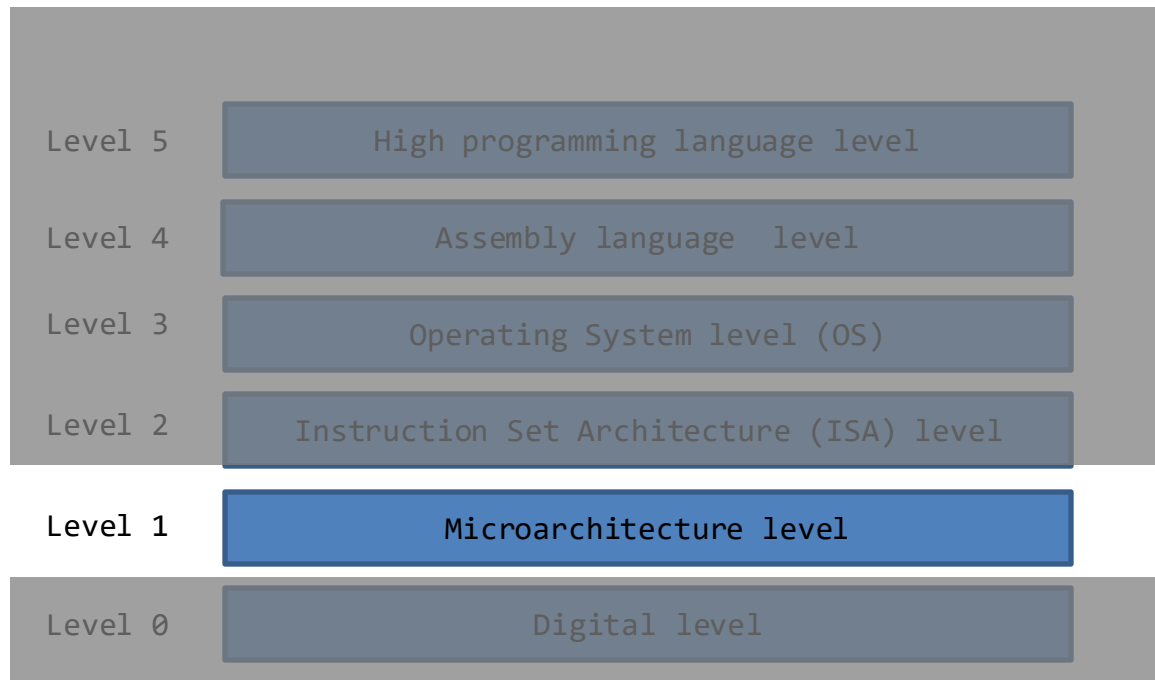 Level 5 High programming language level
Level 4 Assembly language level
Level 3 Operating System level (OS)
Level 2 Instruction Set Architecture (ISA) level
Level 1 Microarchitecture level
Level 0 Digital level